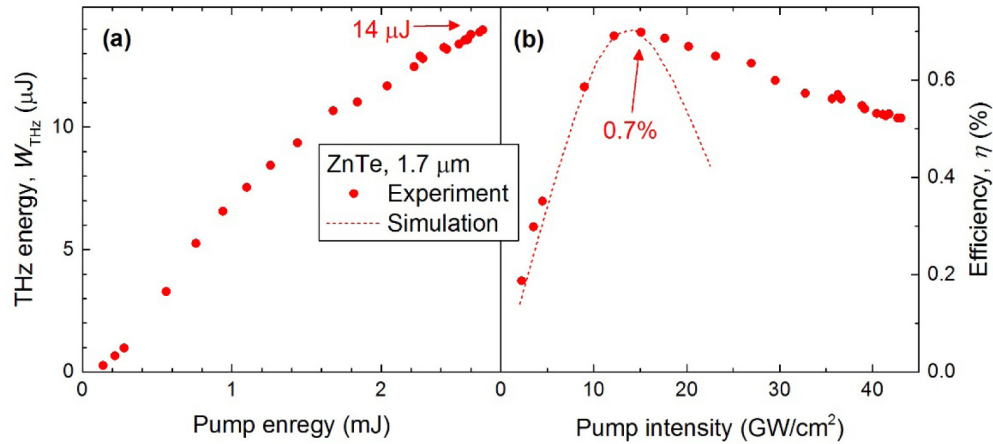 (a)
14 μJ
(b)
0.7%
ZnTe, 1.7 μm
Experiment
Simulation
THz energy, W_THz (μJ)
10
5
0
0
1
2
Pump enregy (mJ)
0
10
20
30
40
Pump intensity (GW/cm²)
0.6
0.4
0.2
0.0
Efficiency, η (%)